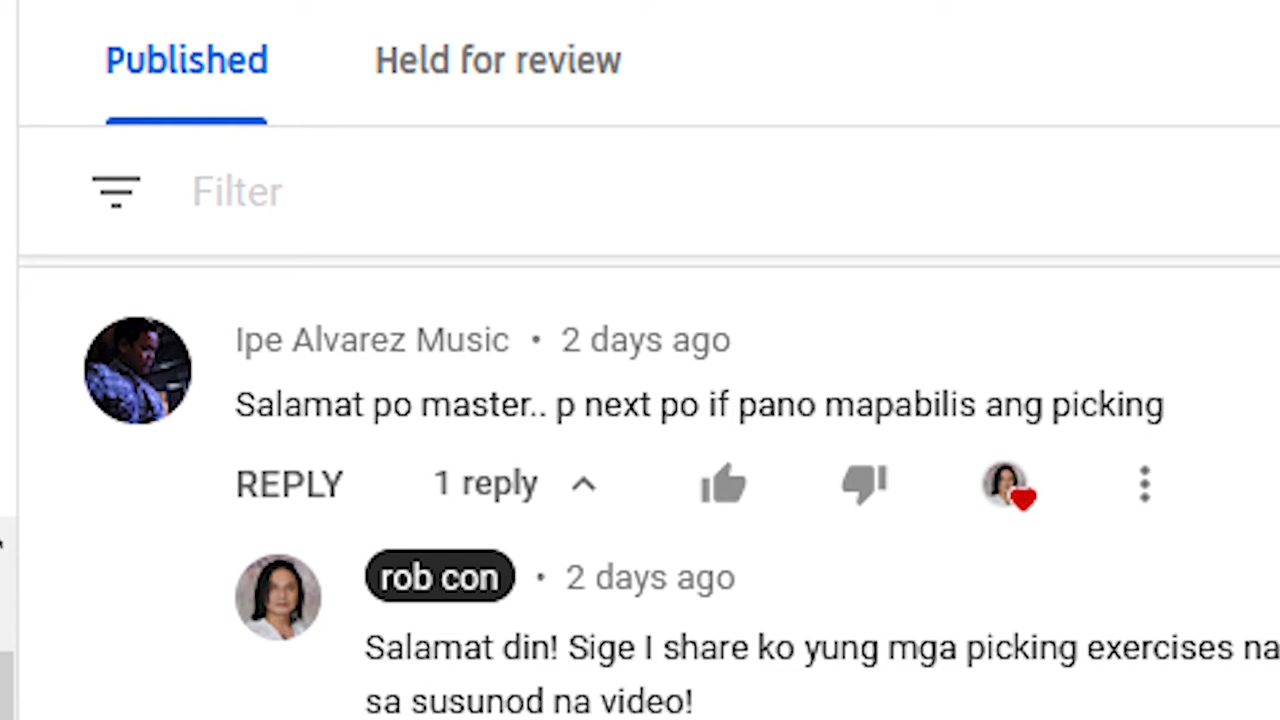 Published Held for review
Filter
Ipe Alvarez Music • 2 days ago
Salamat po master.. p next po if pano mapabilis ang picking
REPLY 1 reply
rob con • 2 days ago
Salamat din! Sige I share ko yung mga picking exercises na
sa susunod na video!